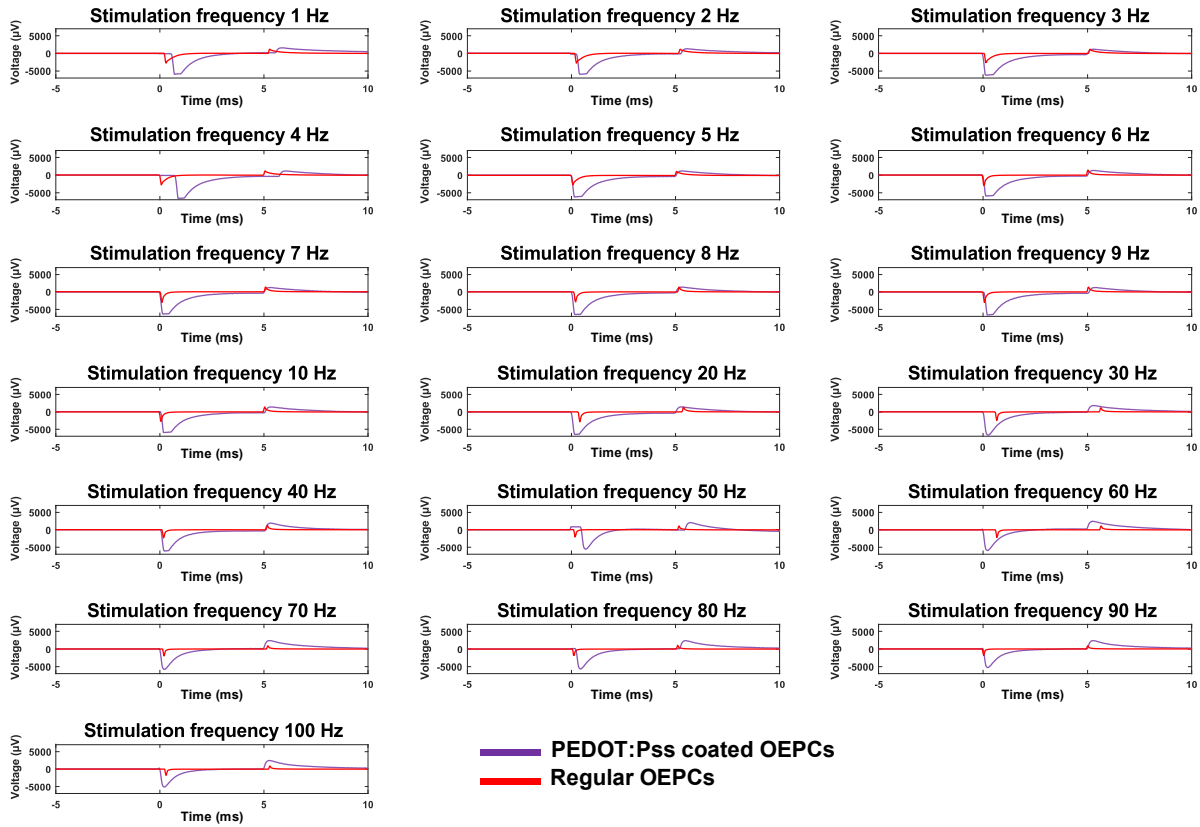 Stimulation frequency 1 Hz
Voltage (µV)
5000
0
-5000
-5 0 5 10
Time (ms)
Stimulation frequency 2 Hz
Voltage (µV)
5000
0
-5000
-5 0 5 10
Time (ms)
Stimulation frequency 3 Hz
Voltage (µV)
5000
0
-5000
-5 0 5 10
Time (ms)
Stimulation frequency 4 Hz
Voltage (µV)
5000
0
-5000
-5 0 5 10
Time (ms)
Stimulation frequency 5 Hz
Voltage (µV)
5000
0
-5000
-5 0 5 10
Time (ms)
Stimulation frequency 6 Hz
Voltage (µV)
5000
0
-5000
-5 0 5 10
Time (ms)
Stimulation frequency 7 Hz
Voltage (µV)
5000
0
-5000
-5 0 5 10
Time (ms)
Stimulation frequency 8 Hz
Voltage (µV)
5000
0
-5000
-5 0 5 10
Time (ms)
Stimulation frequency 9 Hz
Voltage (µV)
5000
0
-5000
-5 0 5 10
Time (ms)
Stimulation frequency 10 Hz
Voltage (µV)
5000
0
-5000
-5 0 5 10
Time (ms)
Stimulation frequency 20 Hz
Voltage (µV)
5000
0
-5000
-5 0 5 10
Time (ms)
Stimulation frequency 30 Hz
Voltage (µV)
5000
0
-5000
-5 0 5 10
Time (ms)
Stimulation frequency 40 Hz
Voltage (µV)
5000
0
-5000
-5 0 5 10
Time (ms)
Stimulation frequency 50 Hz
Voltage (µV)
5000
0
-5000
-5 0 5 10
Time (ms)
Stimulation frequency 60 Hz
Voltage (µV)
5000
0
-5000
-5 0 5 10
Time (ms)
Stimulation frequency 70 Hz
Voltage (µV)
5000
0
-5000
-5 0 5 10
Time (ms)
Stimulation frequency 80 Hz
Voltage (µV)
5000
0
-5000
-5 0 5 10
Time (ms)
Stimulation frequency 90 Hz
Voltage (µV)
5000
0
-5000
-5 0 5 10
Time (ms)
Stimulation frequency 100 Hz
Voltage (µV)
5000
0
-5000
-5 0 5 10
Time (ms)
PEDOT:Pss coated OEPCs
Regular OEPCs